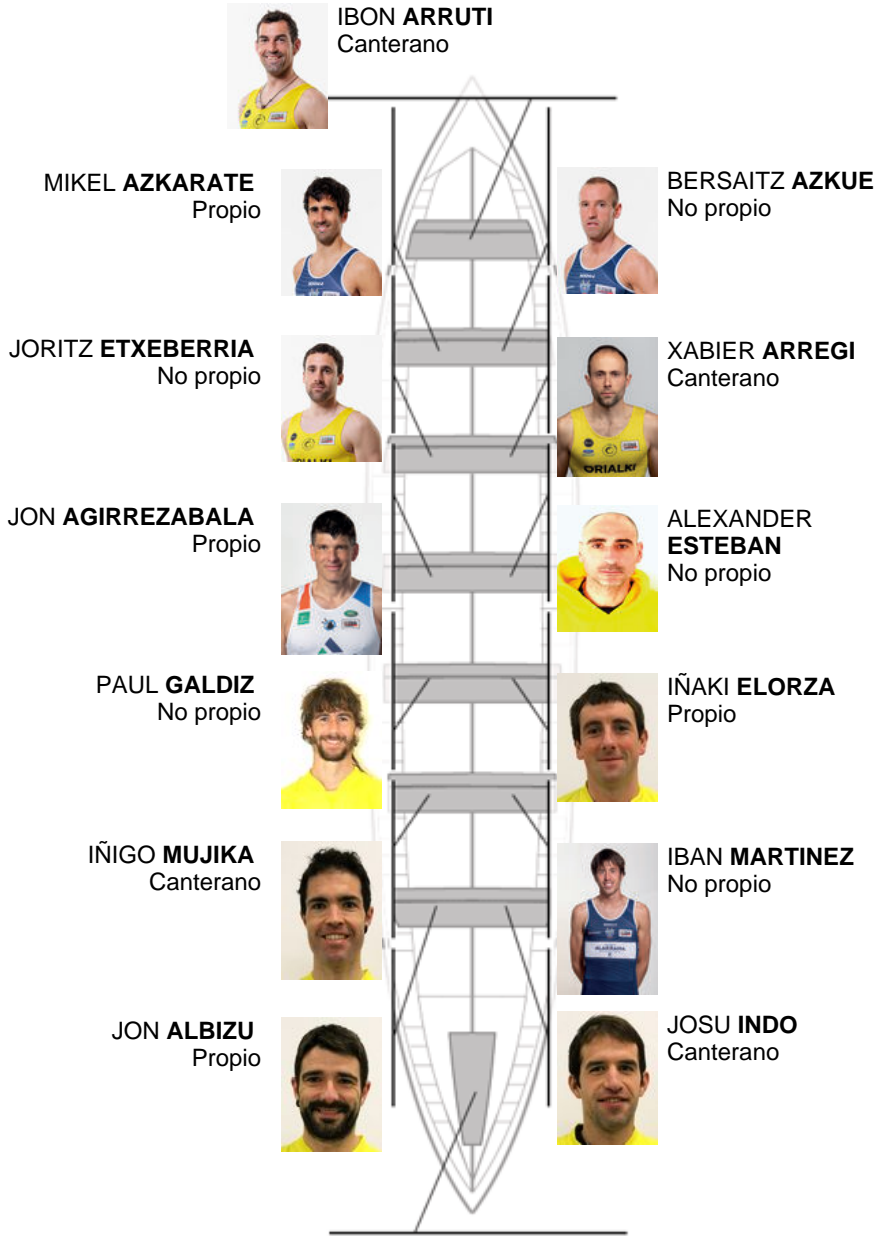 IBON ARRUTI
Canterano
MIKEL AZKARATE
Propio
BERSAITZ AZKUE
No propio
JORITZ ETXEBERRIA
No propio
XABIER ARREGI
Canterano
ORIALKI
JON AGIRREZABALA
Propio
ALEXANDER
ESTEBAN
No propio
PAUL GALDIZ
No propio
IÑAKI ELORZA
Propio
IÑIGO MUJIKA
Canterano
IBAN MARTINEZ
No propio
JON ALBIZU
Propio
JOSU INDO
Canterano